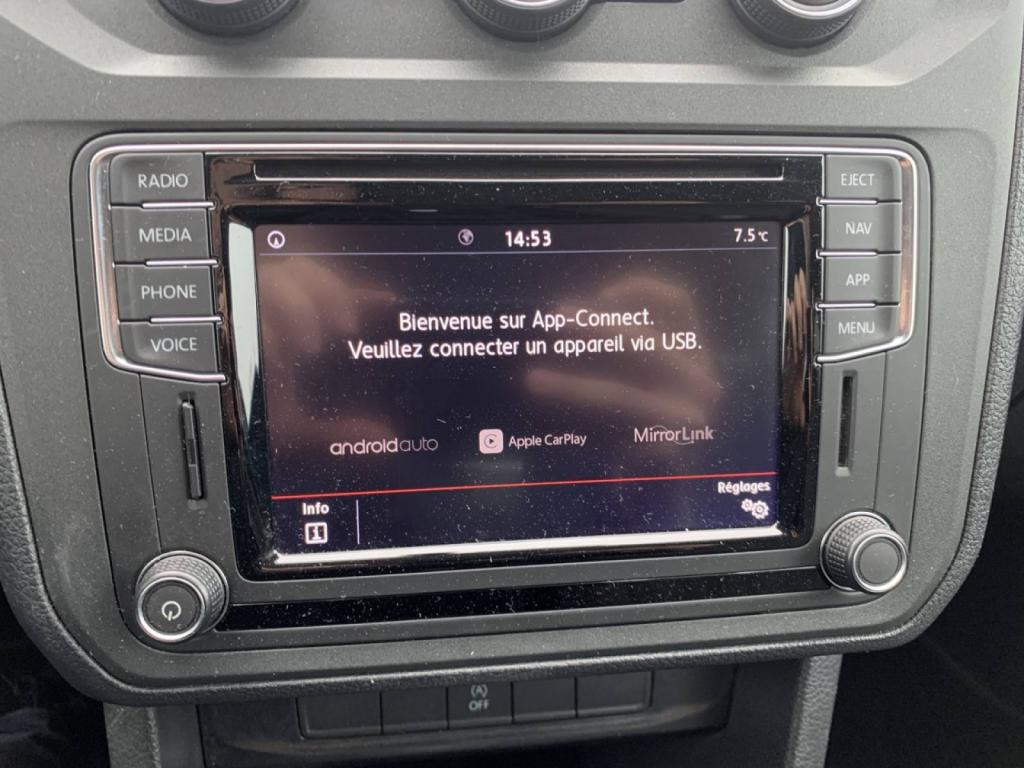 RADIO
MEDIA
PHONE
VOICE
EJECT
NAV
APP
MENU
14:53
7.5°C
Bienvenue sur App-Connect.
Veuillez connecter un appareil via USB.
androidauto
Apple CarPlay
MirrorLink
Info
Réglages
(A)
OFF